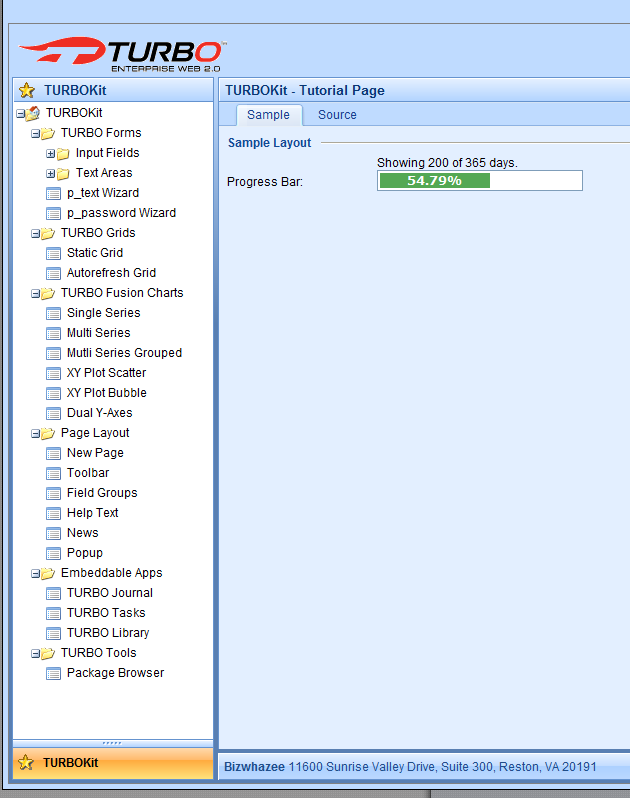 TURBO™
ENTERPRISE WEB 2.0
TURBOKit
TURBOKit
TURBO Forms
Input Fields
Text Areas
p_text Wizard
p_password Wizard
TURBO Grids
Static Grid
Autorefresh Grid
TURBO Fusion Charts
Single Series
Multi Series
Mutli Series Grouped
XY Plot Scatter
XY Plot Bubble
Dual Y-Axes
Page Layout
New Page
Toolbar
Field Groups
Help Text
News
Popup
Embeddable Apps
TURBO Journal
TURBO Tasks
TURBO Library
TURBO Tools
Package Browser
TURBOKit
TURBOKit - Tutorial Page
Sample Source
Sample Layout
Showing 200 of 365 days.
Progress Bar: 54.79%
Bizwhazee 11600 Sunrise Valley Drive, Suite 300, Reston, VA 20191